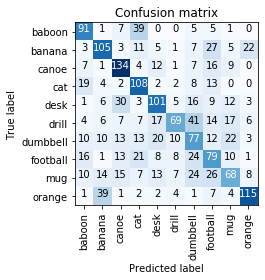 Confusion matrix
baboon 91 1 7 39 0 0 5 5 1 0
banana 3 105 3 11 5 1 7 27 5 22
canoe 7 1 134 4 12 1 7 16 9 0
cat 19 4 2 108 2 2 8 13 0 0
desk 1 6 30 3 101 5 16 9 12 3
drill 4 6 7 7 17 69 41 14 17 6
dumbbell 10 10 13 13 20 10 77 12 22 3
football 16 1 13 21 8 8 24 79 10 1
mug 10 14 15 7 13 7 24 26 68 8
orange 1 39 1 2 2 4 1 7 4 115
True label
baboon banana canoe cat desk drill dumbbell football mug orange
Predicted label